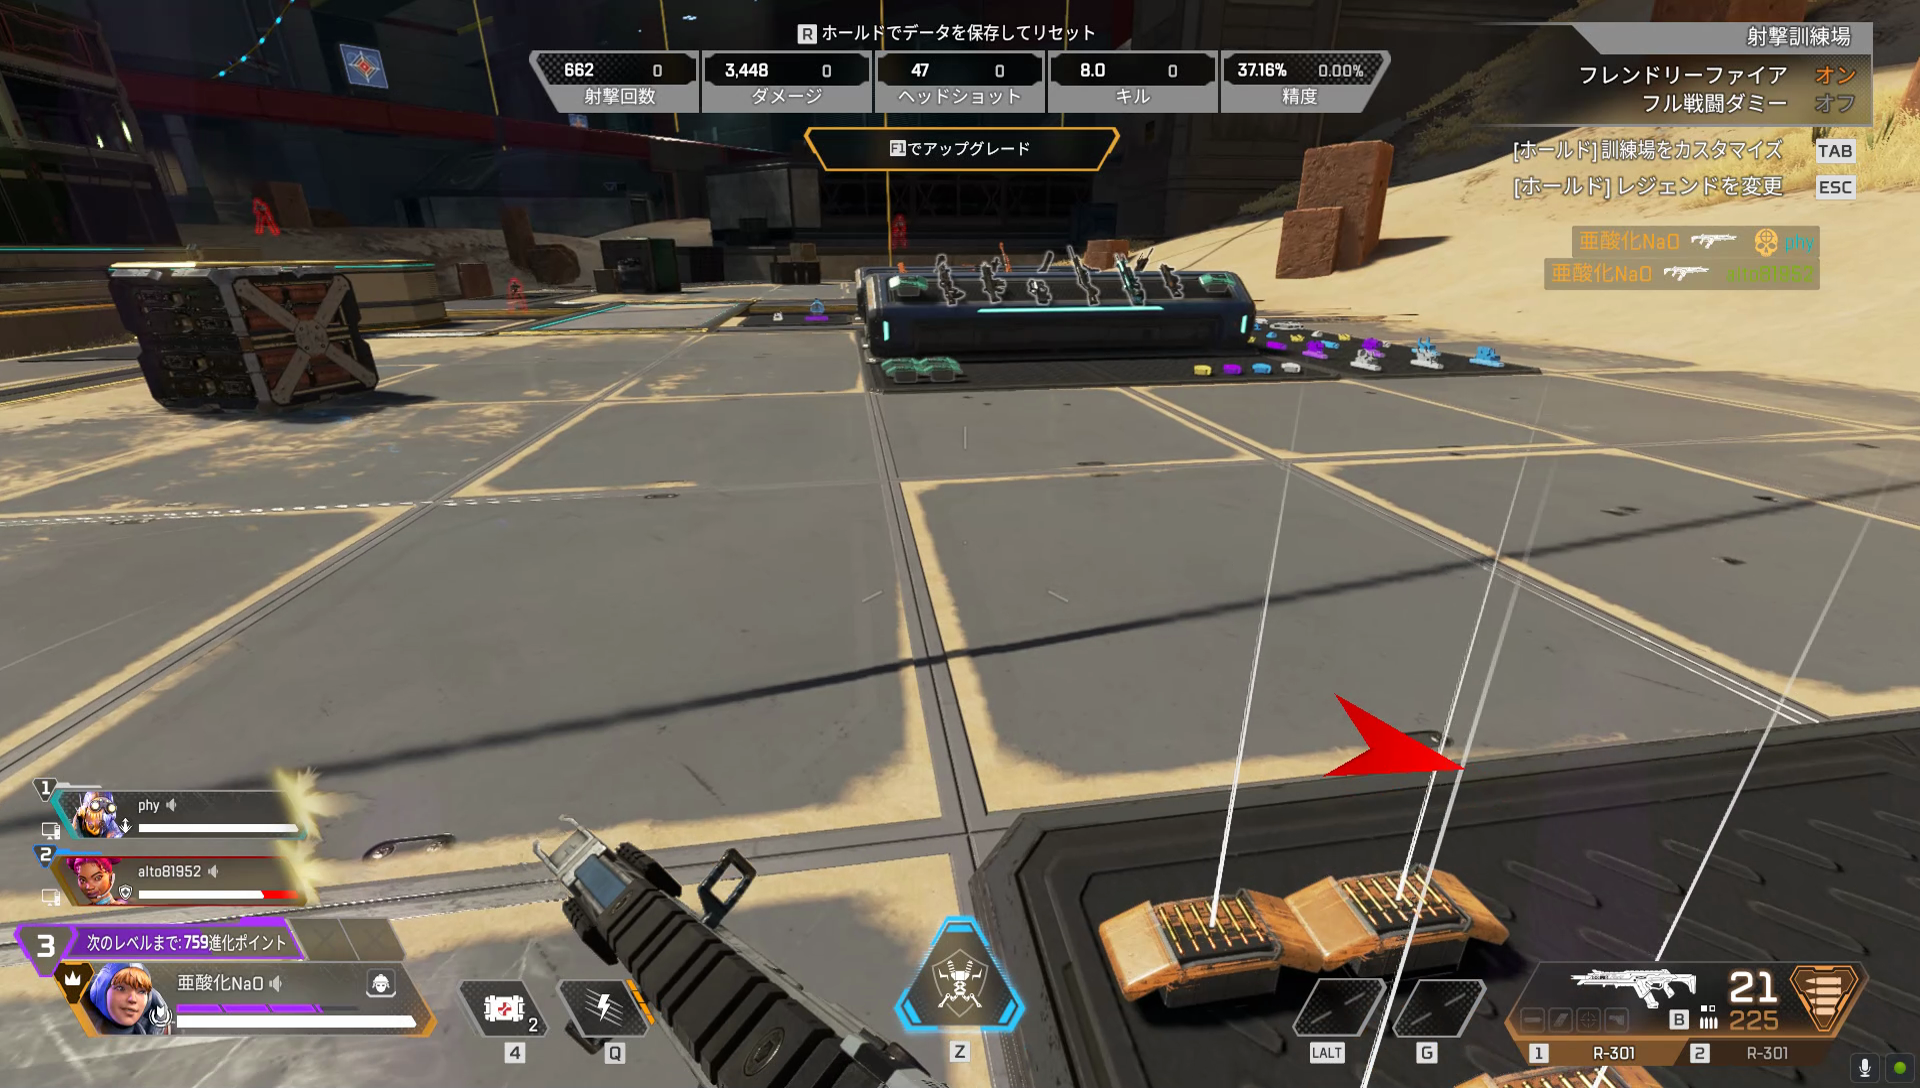 R ホールドでデータを保存してリセット
662 0 3,448 0 47 0 8.0 0 37.16% 0.00%
射撃回数 ダメージ ヘッドショット キル 精度
F1でアップグレード
射撃訓練場
フレンドリーファイア オン
フル戦闘ダミー オフ
[ホールド]訓練場をカスタマイズ TAB
[ホールド]レジェンドを変更 ESC
亜酸化NaO phy
亜酸化NaO alto81952
1
phy
2
alto81952
3 次のレベルまで:759進化ポイント
亜酸化NaO
2
4 Q Z LALT G
21
B 225
1 R-301 2 R-301